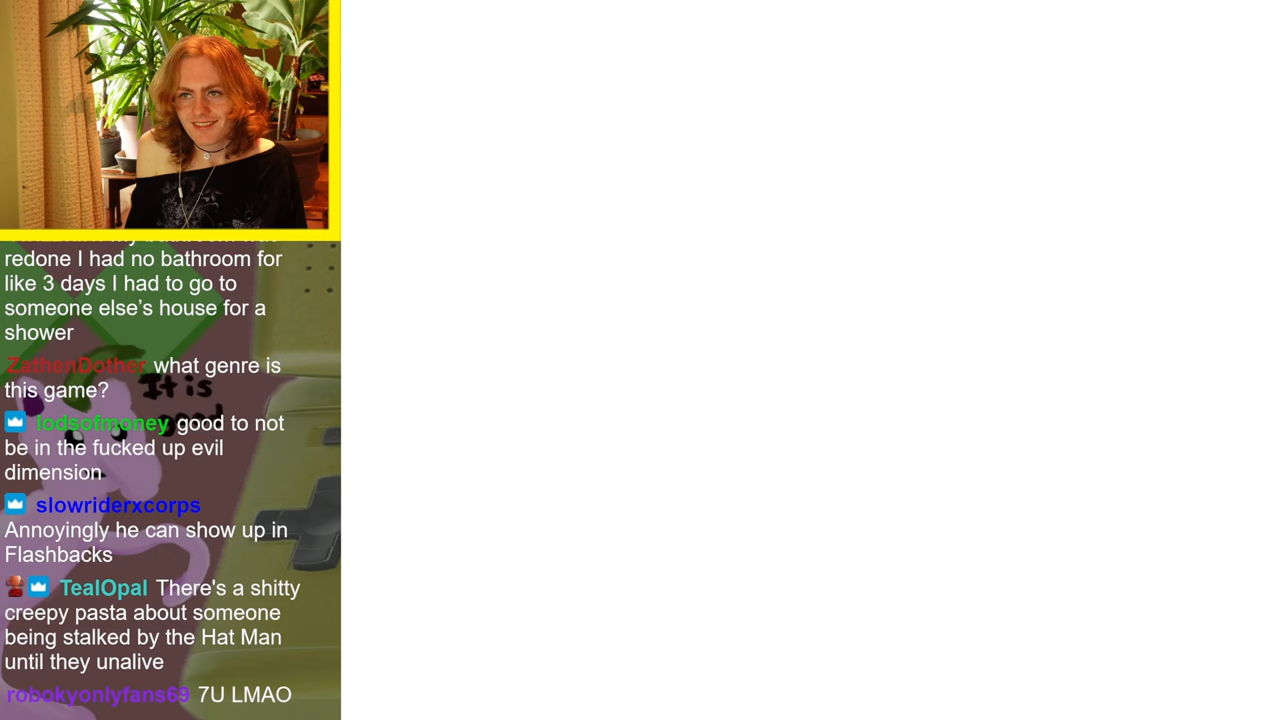 redone I had no bathroom for
like 3 days I had to go to
someone else's house for a
shower
ZathenDother what genre is
this game?
It is
good
lodsofmoney good to not
be in the fucked up evil
dimension
slowriderxcorps
Annoyingly he can show up in
Flashbacks
TealOpal There's a shitty
creepy pasta about someone
being stalked by the Hat Man
until they unalive
robokyonlyfans69 7U LMAO